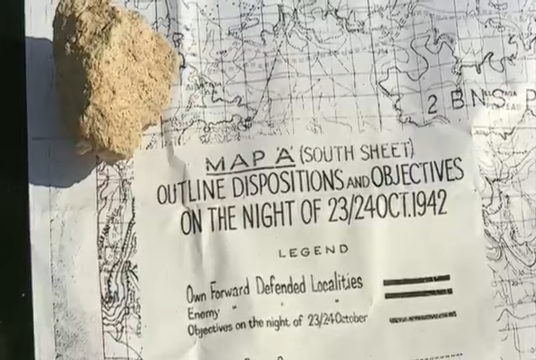 2 BNS
MAP 'A' (SOUTH SHEET)
OUTLINE DISPOSITIONS AND OBJECTIVES
ON THE NIGHT OF 23/24 OCT. 1942
LEGEND
Own Forward Defended Localities
Enemy " " "
Objectives on the night of 23/24 October